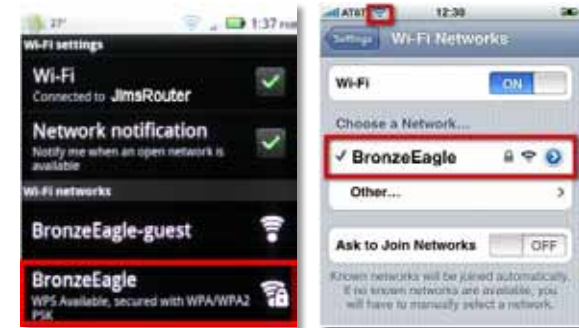 27°
1:37 PM
Wi-Fi settings
Wi-Fi
Connected to JimsRouter
Network notification
Notify me when an open network is
available
Wi-Fi networks
BronzeEagle-guest
BronzeEagle
WPS Available, secured with WPA/WPA2
PSK
AT&T
12:30
Settings
Wi-Fi Networks
Wi-Fi
ON
Choose a Network...
✓ BronzeEagle
Other...
Ask to Join Networks
OFF
Known networks will be joined automatically.
If no known networks are available, you
will have to manually select a network.